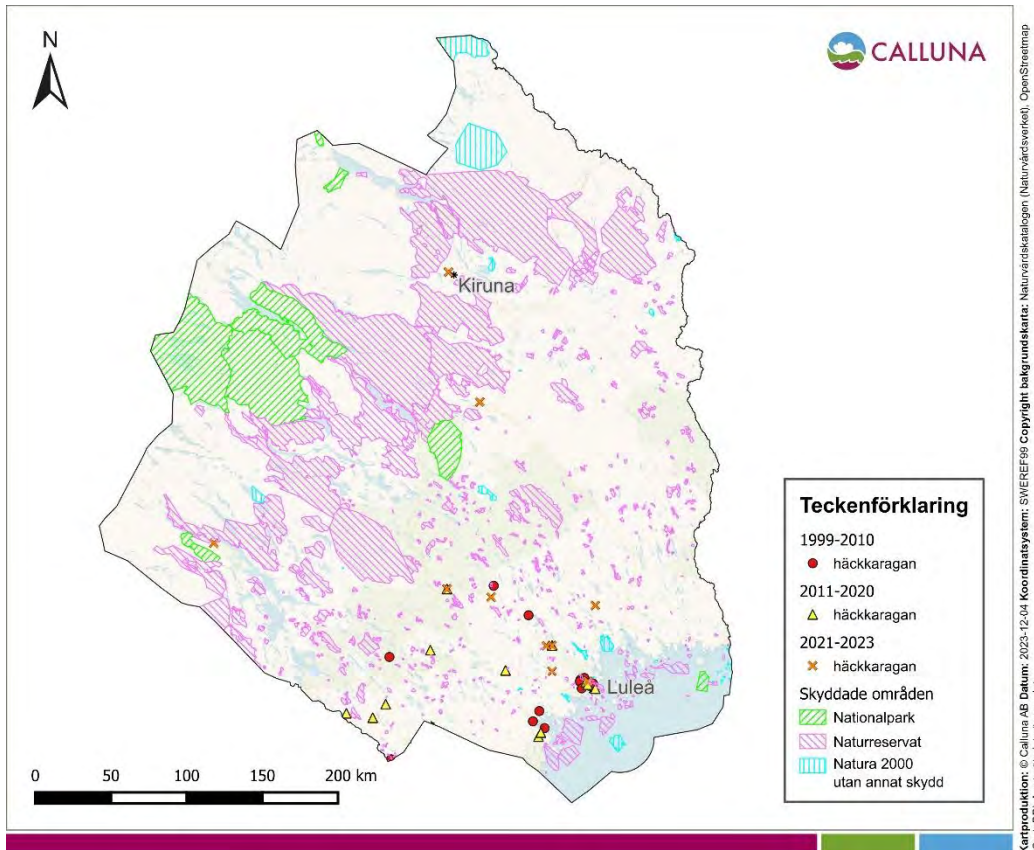 N
CALLUNA
Kiruna
Luleå
Teckenförklaring
1999-2010
häckkaragan
2011-2020
häckkaragan
2021-2023
häckkaragan
Skyddade områden
Nationalpark
Naturreservat
Natura 2000
utan annat skydd
0 50 100 150 200 km
Kartproduktion: © Calluna AB Datum: 2023-12-04 Koordinatsystem: SWEREF99 Copyright bakgrundskarta: Naturvårdskatalogen (Naturvårdsverket), OpenStreetmap